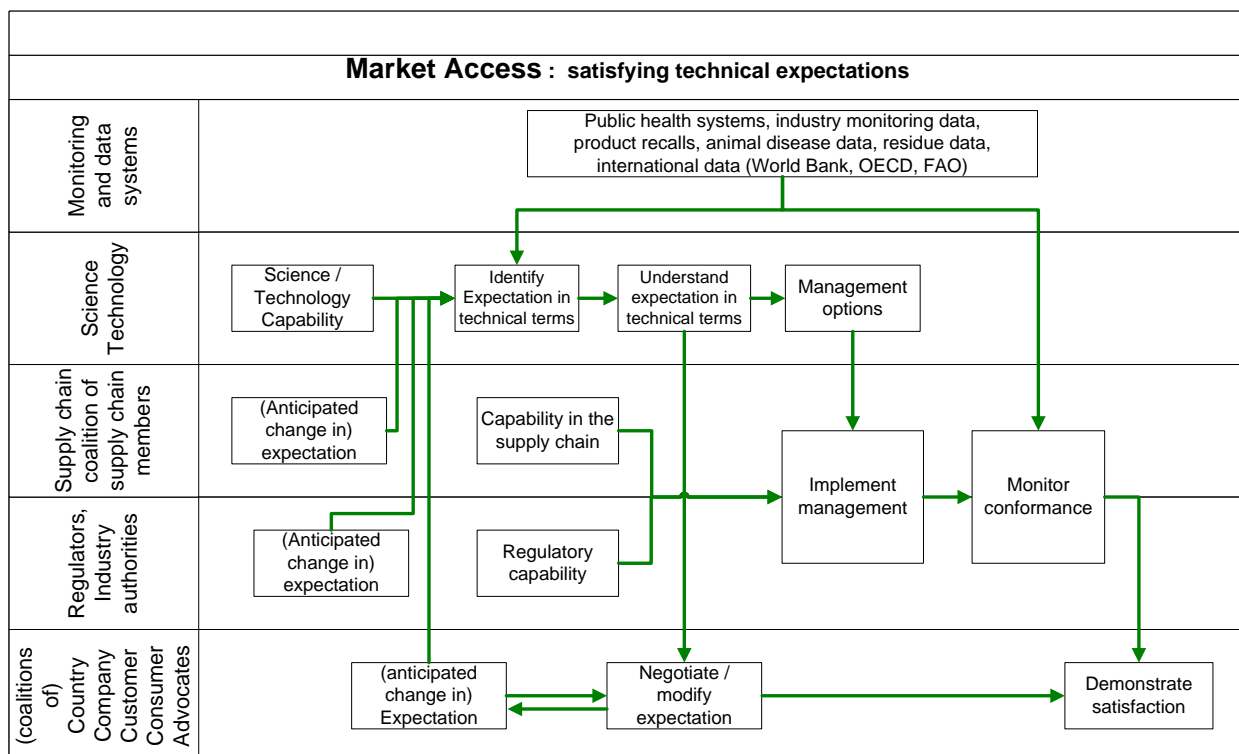 Market Access : satisfying technical expectations
Monitoring
and data
systems
Public health systems, industry monitoring data,
product recalls, animal disease data, residue data,
international data (World Bank, OECD, FAO)
Science
Technology
Science /
Technology
Capability
Identify
Expectation in
technical terms
Understand
expectation in
technical terms
Management
options
Supply chain
coalition of
supply chain
members
(Anticipated
change in)
expectation
Capability in the
supply chain
Implement
management
Monitor
conformance
Regulators,
Industry
authorities
(Anticipated
change in)
expectation
Regulatory
capability
(coalitions
of)
Country
Company
Customer
Consumer
Advocates
(anticipated
change in)
Expectation
Negotiate /
modify
expectation
Demonstrate
satisfaction